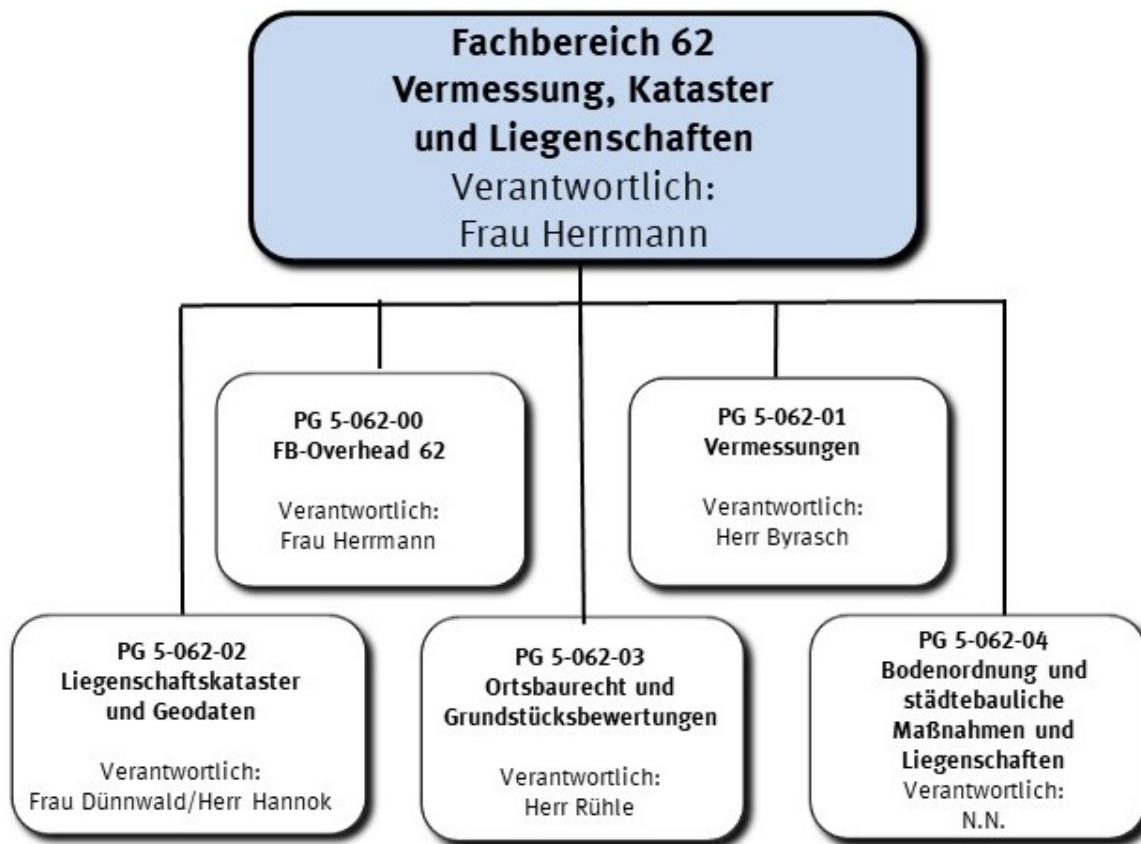 Fachbereich 62
Vermessung, Kataster
und Liegenschaften
Verantwortlich:
Frau Herrmann
PG 5-062-00
FB-Overhead 62
Verantwortlich:
Frau Herrmann
PG 5-062-01
Vermessungen
Verantwortlich:
Herr Byrasch
PG 5-062-02
Liegenschaftskataster
und Geodaten
Verantwortlich:
Frau Dünnwald/Herr Hannok
PG 5-062-03
Ortsbaurecht und
Grundstücksbewertungen
Verantwortlich:
Herr Rühle
PG 5-062-04
Bodenordnung und
städtebauliche
Maßnahmen und
Liegenschaften
Verantwortlich:
N.N.